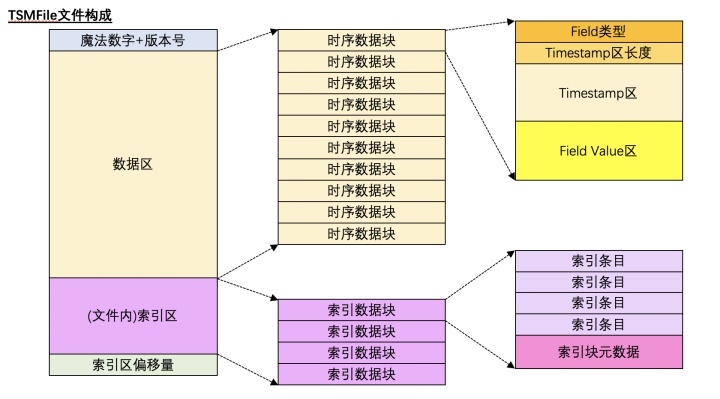 TSMFile文件构成
魔法数字+版本号
数据区
(文件内)索引区
索引区偏移量
时序数据块
时序数据块
时序数据块
时序数据块
时序数据块
时序数据块
时序数据块
时序数据块
时序数据块
时序数据块
索引数据块
索引数据块
索引数据块
索引数据块
Field类型
Timestamp区长度
Timestamp区
Field Value区
索引条目
索引条目
索引条目
索引条目
索引块元数据